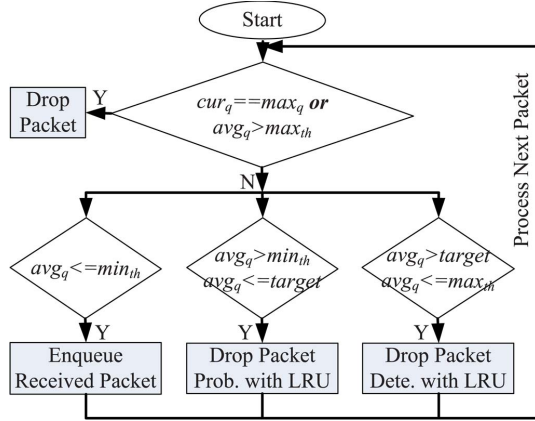 Start
cur_q==max_q or
avg_q>max_th
Y
Drop
Packet
N
Process Next Packet
avg_q<=min_th
avg_q>min_th
avg_q<=target
avg_q>target
avg_q<=max_th
Y
Y
Y
Enqueue
Received Packet
Drop Packet
Prob. with LRU
Drop Packet
Dete. with LRU